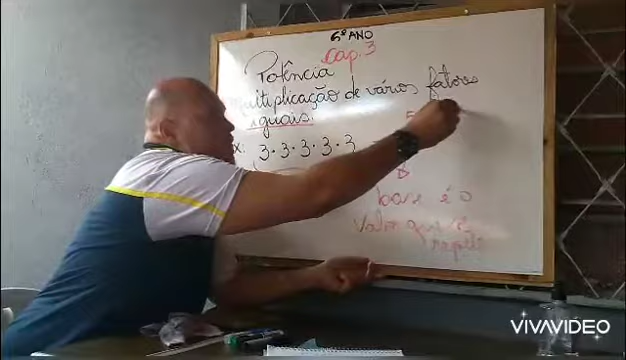 6º ANO
Cap. 3
Potência
Multiplicação de vários fatores
iguais.
x: 3.3.3.3.3
base é o
Valor que se
repete
VIVAVIDEO